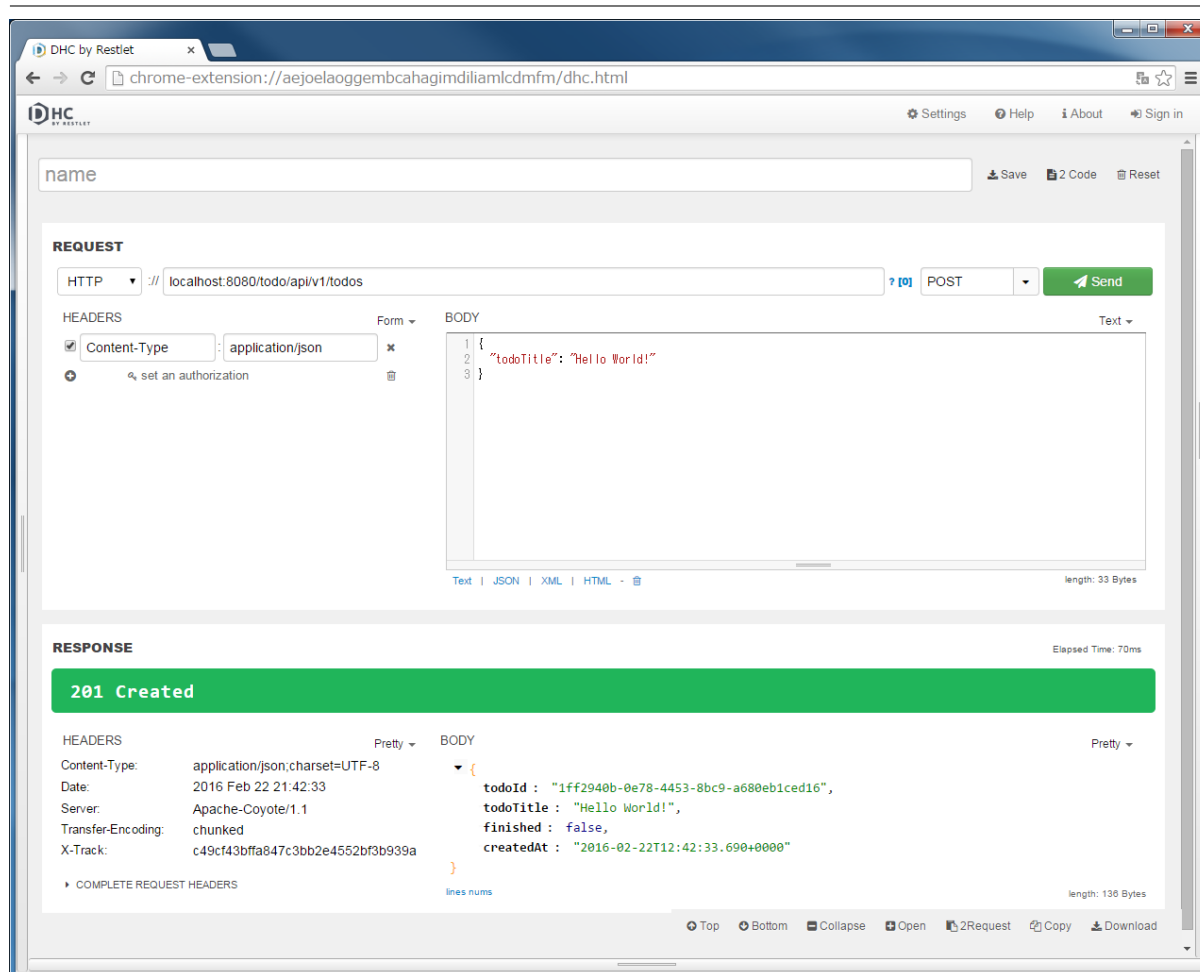 DHC by Restlet
chrome-extension://aejoelaoggembcahagimdiliamlcdmfm/dhc.html
DHC
BY RESTLET
Settings Help About Sign in
name
Save 2 Code Reset
REQUEST
HTTP :// localhost:8080/todo/api/v1/todos ? [0] POST Send
HEADERS Form BODY Text
Content-Type : application/json
set an authorization
1 {
2 "todoTitle": "Hello World!"
3 }
Text | JSON | XML | HTML - length: 33 Bytes
RESPONSE Elapsed Time: 70ms
201 Created
HEADERS Pretty BODY Pretty
Content-Type: application/json;charset=UTF-8
Date: 2016 Feb 22 21:42:33
Server: Apache-Coyote/1.1
Transfer-Encoding: chunked
X-Track: c49cf43bffa847c3bb2e4552bf3b939a
COMPLETE REQUEST HEADERS
{
todoId : "1ff2940b-0e78-4453-8bc9-a680eb1ced16",
todoTitle : "Hello World!",
finished : false,
createdAt : "2016-02-22T12:42:33.690+0000"
}
lines nums length: 136 Bytes
Top Bottom Collapse Open 2Request Copy Download